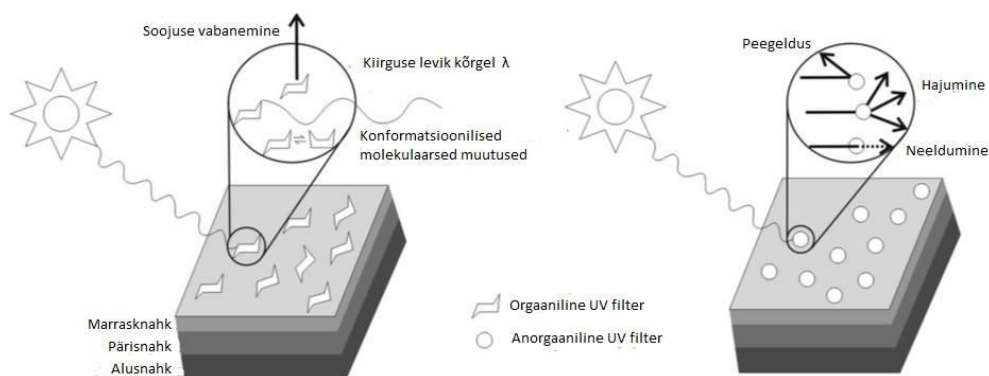 Soojuse vabanemine
Kiirguse levik kõrgel λ
Konformatsioonilised
molekulaarsed muutused
Peegeldus
Hajumine
Neeldumine
Marrasknahk
Pärisnahk
Alusnahk
Orgaaniline UV filter
Anorgaaniline UV filter